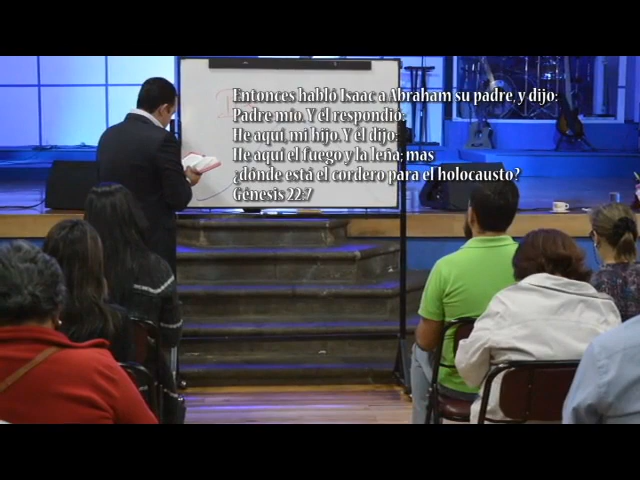 Entonces habló Isaac a Abraham su padre, y dijo:
Padre mío. Y él respondió:
He aquí, mi hijo. Y él dijo:
He aquí el fuego y la leña; mas
¿dónde está el cordero para el holocausto?
Génesis 22:7